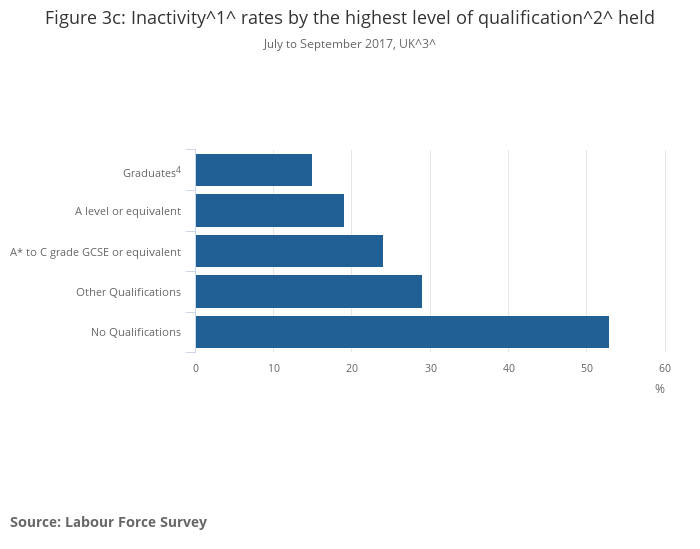 Figure 3c: Inactivity^1^ rates by the highest level of qualification^2^ held
July to September 2017, UK^3^
Graduates⁴
A level or equivalent
A* to C grade GCSE or equivalent
Other Qualifications
No Qualifications
0 10 20 30 40 50 60
%
Source: Labour Force Survey